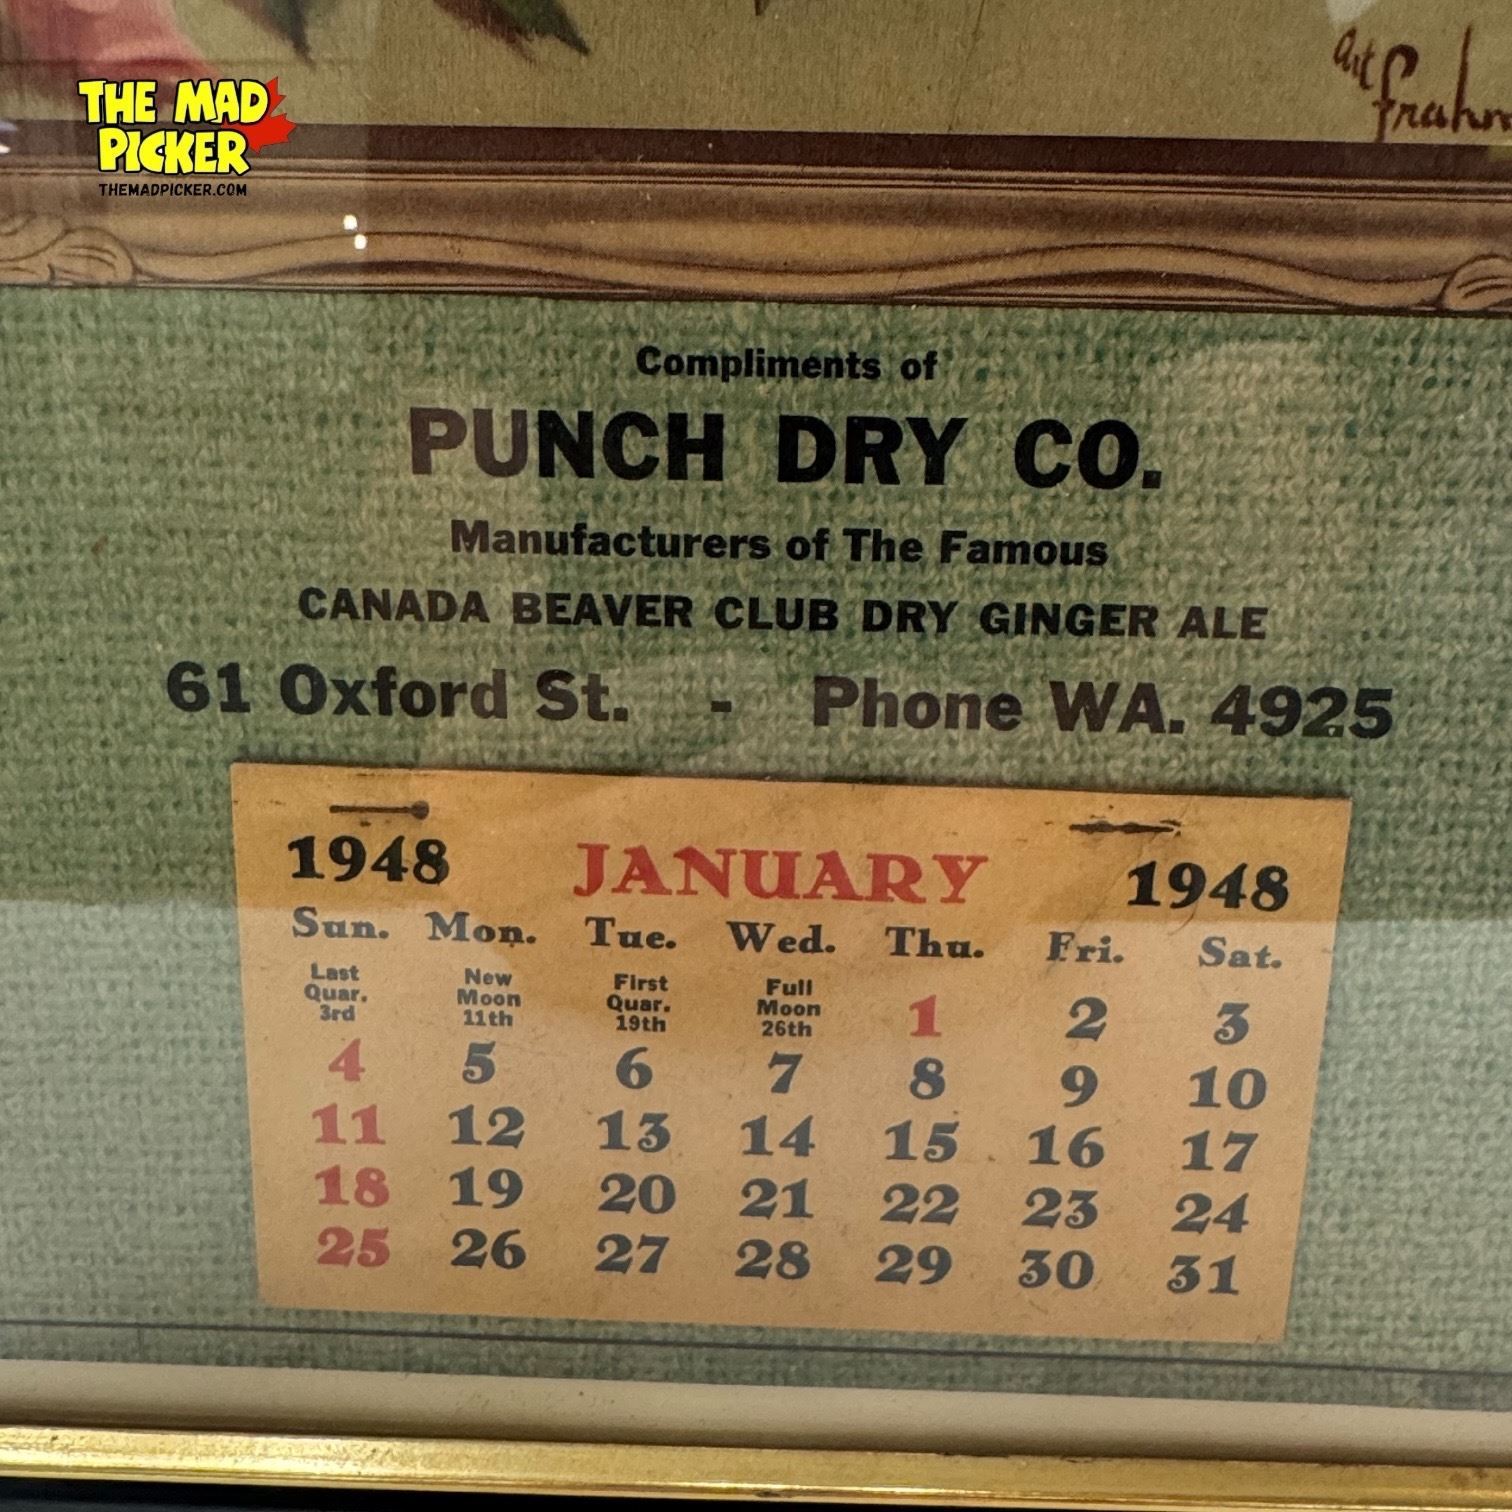 THE MAD
PICKER
THEMADPICKER.COM
Art
Frahm
Compliments of
PUNCH DRY CO.
Manufacturers of The Famous
CANADA BEAVER CLUB DRY GINGER ALE
61 Oxford St. - Phone WA. 4925
1948 JANUARY 1948
Sun. Mon. Tue. Wed. Thu. Fri. Sat.
Last Quar. 3rd New Moon 11th First Quar. 19th Full Moon 26th 1 2 3
4 5 6 7 8 9 10
11 12 13 14 15 16 17
18 19 20 21 22 23 24
25 26 27 28 29 30 31